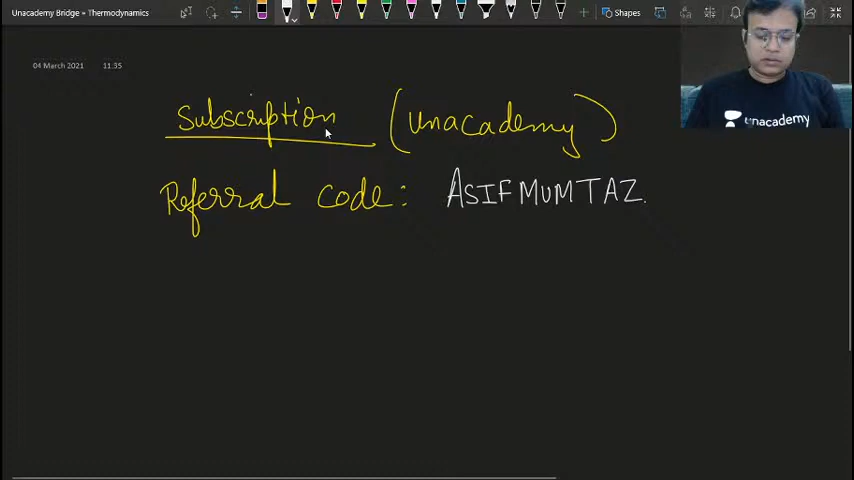 Unacademy Bridge - Thermodynamics
Shapes
04 March 2021 11:35
unacademy
Subscription (Unacademy)
Referral code: ASIFMUMTAZ.